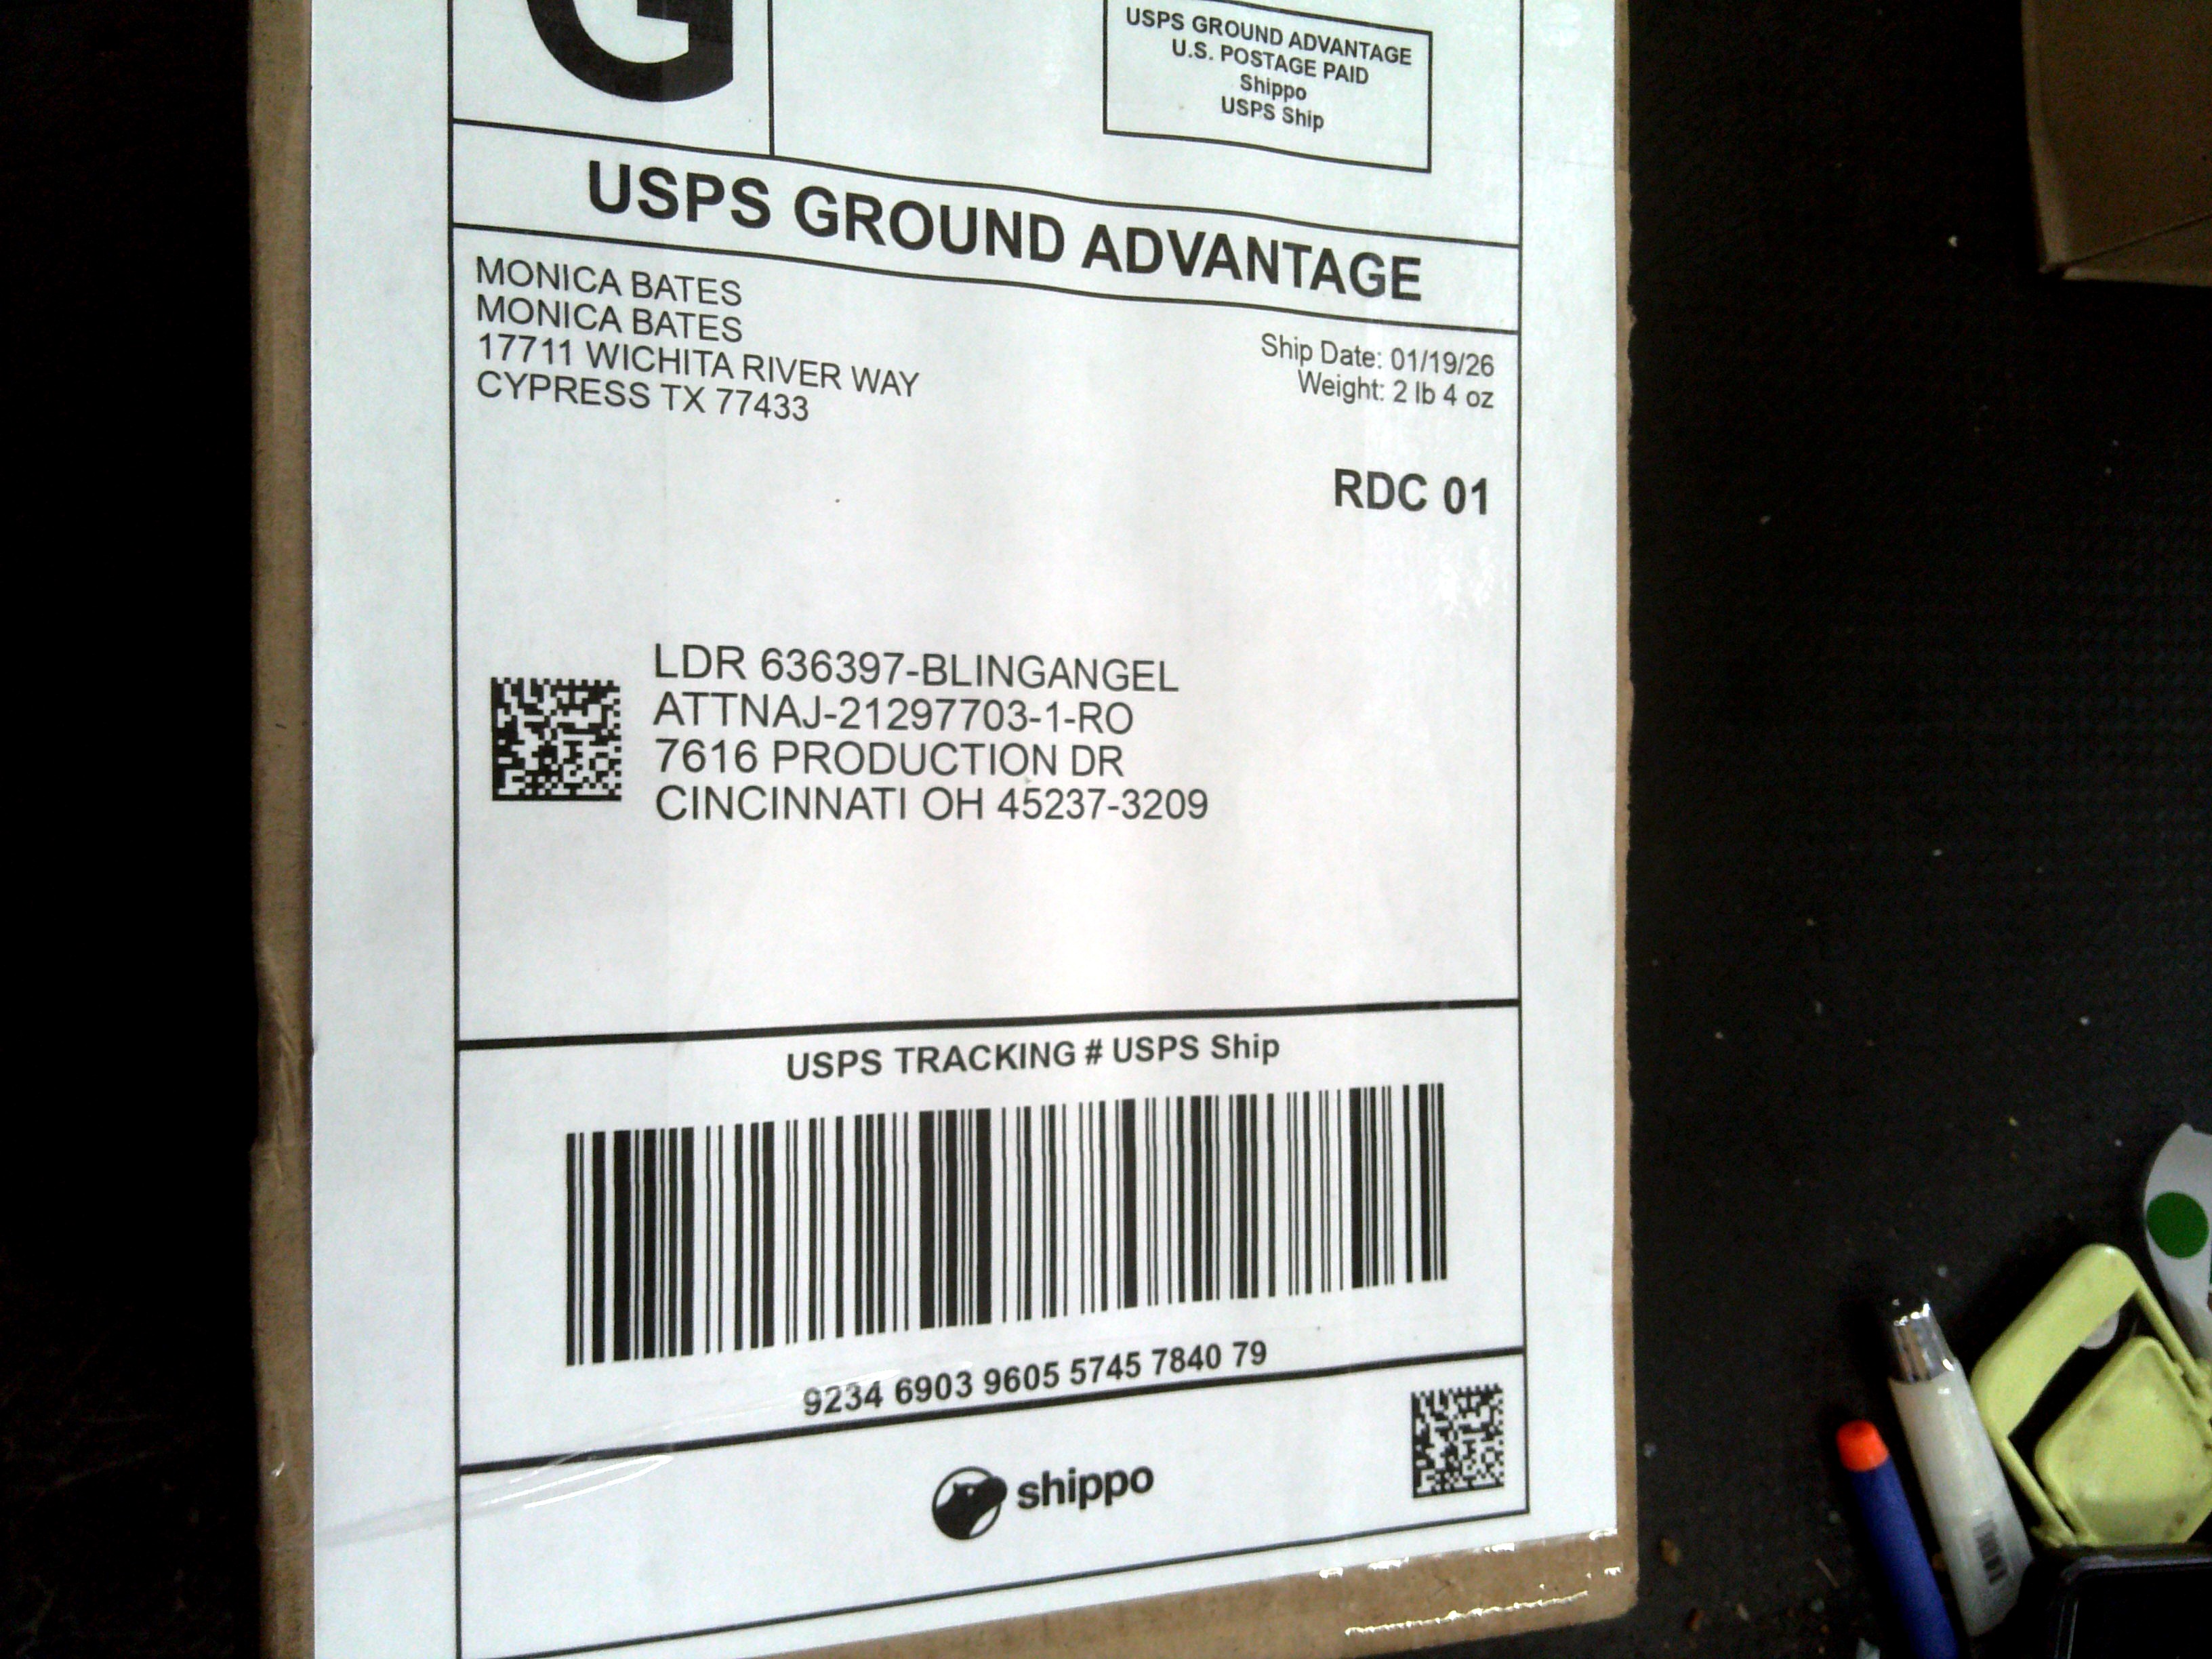 G
USPS GROUND ADVANTAGE
U.S. POSTAGE PAID
Shippo
USPS Ship
USPS GROUND ADVANTAGE
MONICA BATES
MONICA BATES
17711 WICHITA RIVER WAY
CYPRESS TX 77433
Ship Date: 01/19/26
Weight: 2 lb 4 oz
RDC 01
LDR 636397-BLINGANGEL
ATTNAJ-21297703-1-RO
7616 PRODUCTION DR
CINCINNATI OH 45237-3209
USPS TRACKING # USPS Ship
9234 6903 9605 5745 7840 79
shippo